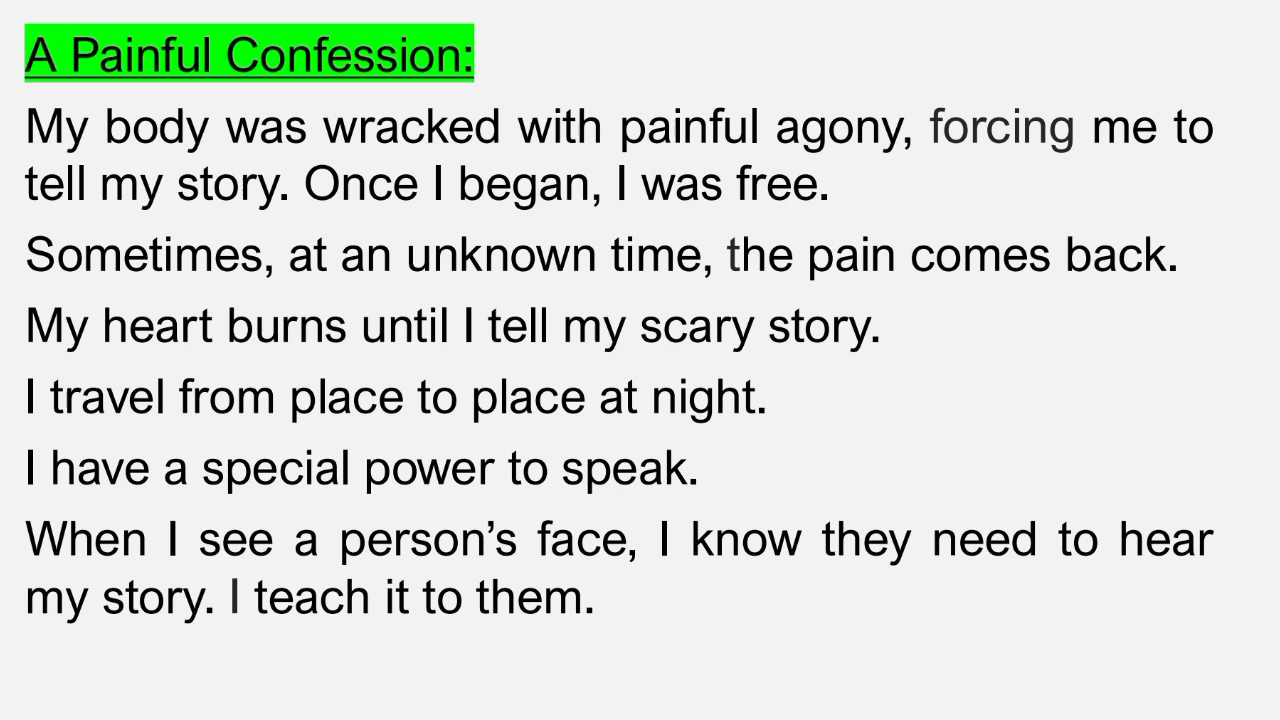 A Painful Confession:
My body was wracked with painful agony, forcing me to
tell my story. Once I began, I was free.
Sometimes, at an unknown time, the pain comes back.
My heart burns until I tell my scary story.
I travel from place to place at night.
I have a special power to speak.
When I see a person’s face, I know they need to hear
my story. I teach it to them.